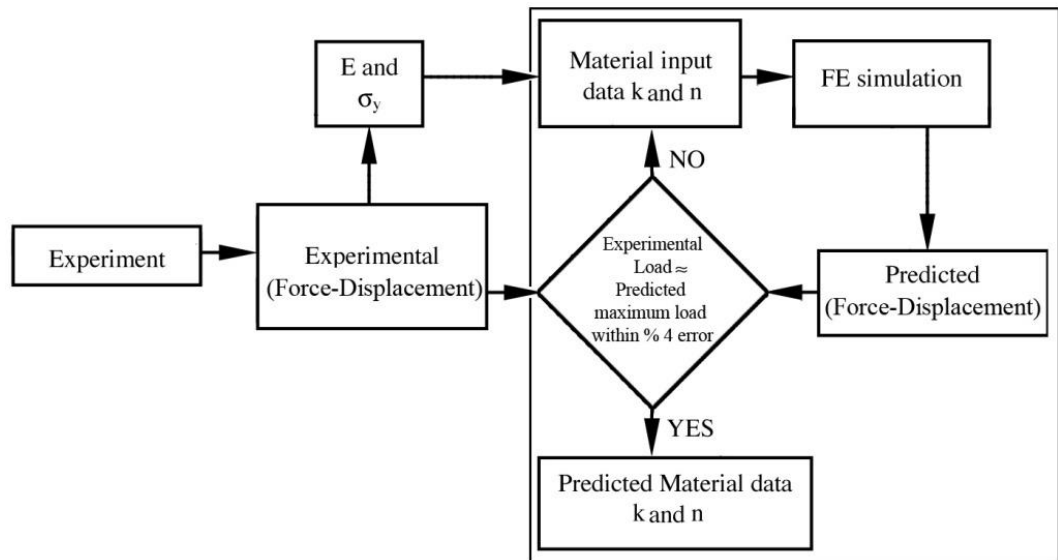 E and
σy
Material input
data k and n
FE simulation
NO
Experiment
Experimental
(Force-Displacement)
Experimental
Load ≈
Predicted
maximum load
within % 4 error
Predicted
(Force-Displacement)
YES
Predicted Material data
k and n